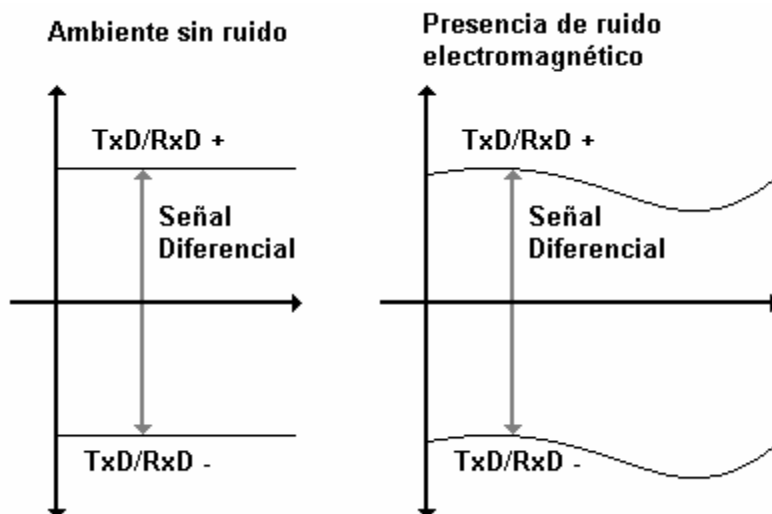 Ambiente sin ruido
TxD/RxD +
Señal
Diferencial
TxD/RxD -
Presencia de ruido
electromagnético
TxD/RxD +
Señal
Diferencial
TxD/RxD -